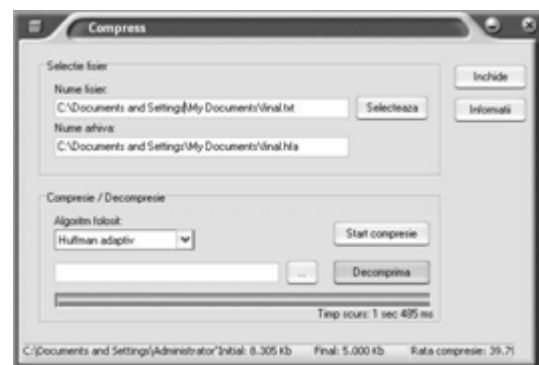 Compress
Selectie fisier
Nume fisier:
C:\Documents and Settings\My Documents\final.txt
Selecteaza
Nume arhiva:
C:\Documents and Settings\My Documents\final.hfa
Inchide
Informatii
Compresie / Decompresie
Algoritm folosit:
Huffman adaptiv
Start compresie
...
Decomprima
Timp scurs: 1 sec 485 ms
C:\Documents and Settings\Administrator\ Initial: 8.305 Kb Final: 5.000 Kb Rata compresie: 39.79